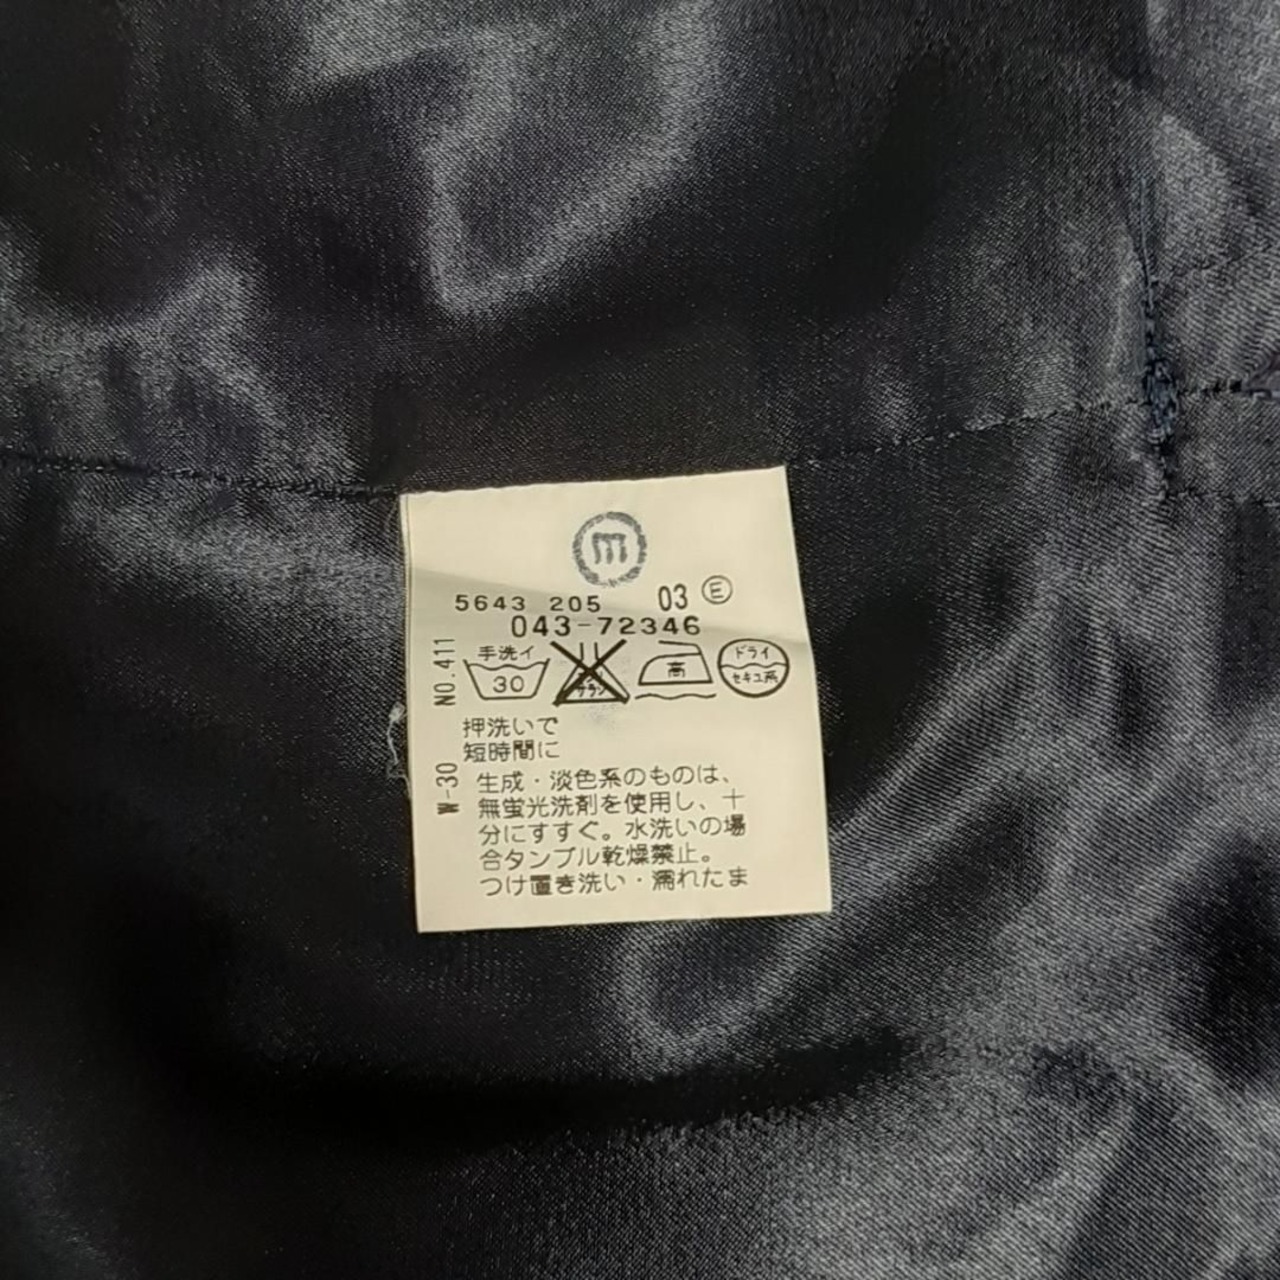 m
5643 205 03 E
043-72346
NO.411
手洗イ
30
高
ドライ
セキユ系
押洗いで
短時間に
W-30
生成・淡色系のものは、
無蛍光洗剤を使用し、十
分にすすぐ。水洗いの場
合タンブル乾燥禁止。
つけ置き洗い・濡れたま